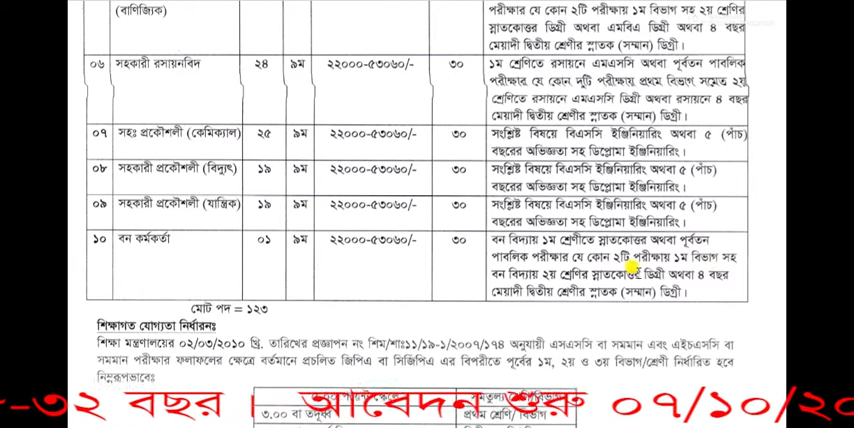 (বাণিজ্যিক)
পরীক্ষার যে কোন ২টি পরীক্ষায় ১ম বিভাগ সহ ২য় শ্রেণির
স্নাতকোত্তর ডিগ্রী অথবা এমবিএ ডিগ্রী অথবা ৪ বছর
মেয়াদী দ্বিতীয় শ্রেণীর স্নাতক (সম্মান) ডিগ্রী।
০৬ সহকারী রসায়নবিদ ২৪ ৯ম ২২০০০-৫৩০৬০/- ৩০ ১ম শ্রেণিতে রসায়নে এমএসসি অথবা পূর্বতন পাবলিক
পরীক্ষার যে কোন দুটি পরীক্ষায় প্রথম বিভাগ সমেত ২য়
শ্রেণিতে রসায়নে এমএসসি ডিগ্রী অথবা রসায়নে ৪ বছর
মেয়াদী দ্বিতীয় শ্রেণীর স্নাতক (সম্মান) ডিগ্রী।
০৭ সহঃ প্রকৌশলী (কেমিক্যাল) ২৫ ৯ম ২২০০০-৫৩০৬০/- ৩০ সংশ্লিষ্ট বিষয়ে বিএসসি ইঞ্জিনিয়ারিং অথবা ৫ (পাঁচ)
বছরের অভিজ্ঞতা সহ ডিপ্লোমা ইঞ্জিনিয়ারিং।
০৮ সহকারী প্রকৌশলী (বিদ্যুৎ) ১৯ ৯ম ২২০০০-৫৩০৬০/- ৩০ সংশ্লিষ্ট বিষয়ে বিএসসি ইঞ্জিনিয়ারিং অথবা ৫ (পাঁচ)
বছরের অভিজ্ঞতা সহ ডিপ্লোমা ইঞ্জিনিয়ারিং।
০৯ সহকারী প্রকৌশলী (যান্ত্রিক) ১৯ ৯ম ২২০০০-৫৩০৬০/- ৩০ সংশ্লিষ্ট বিষয়ে বিএসসি ইঞ্জিনিয়ারিং অথবা ৫ (পাঁচ)
বছরের অভিজ্ঞতা সহ ডিপ্লোমা ইঞ্জিনিয়ারিং।
১০ বন কর্মকর্তা ০১ ৯ম ২২০০০-৫৩০৬০/- ৩০ বন বিদ্যায় ১ম শ্রেণীতে স্নাতকোত্তর অথবা পূর্বতন
পাবলিক পরীক্ষার যে কোন ২টি পরীক্ষায় ১ম বিভাগ সহ
বন বিদ্যায় ২য় শ্রেণির স্নাতকোত্তর ডিগ্রী অথবা ৪ বছর
মেয়াদী দ্বিতীয় শ্রেণীর স্নাতক (সম্মান) ডিগ্রী।
মোট পদ = ১২৩
শিক্ষাগত যোগ্যতা নির্ধারনঃ
শিক্ষা মন্ত্রণালয়ের ০২/০৩/২০১০ খ্রি. তারিখের প্রজ্ঞাপন নং শিম/শাঃ১১/১৯-১/২০০৭/১৭৪ অনুযায়ী এসএসসি বা সমমান এবং এইচএসসি বা
সমমান পরীক্ষার ফলাফলের ক্ষেত্রে বর্তমানে প্রচলিত জিপিএ বা সিজিপিএ এর বিপরীতে পূর্বের ১ম, ২য় ও ৩য় বিভাগ/শ্রেণী নির্ধারিত হবে
নিম্নরূপভাবেঃ
-৩২ বছর। আবেদন শুরু ০৭/১০/২০
৩.০০ বা তদূর্ধ্ব প্রথম শ্রেণি/ বিভাগ